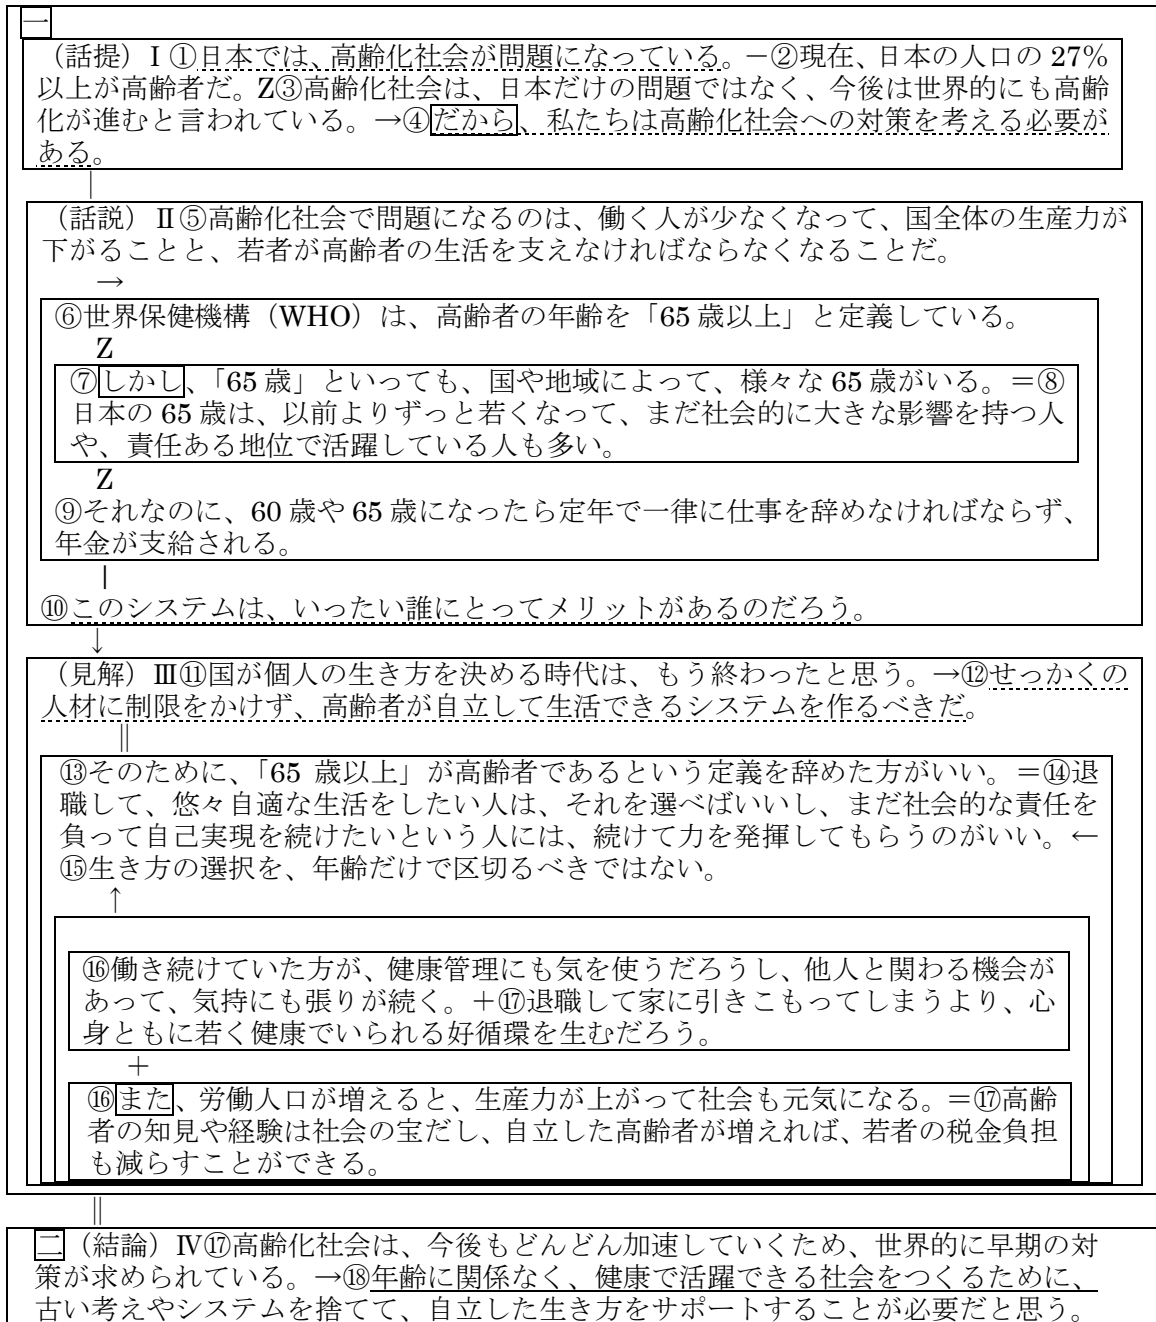 一
（話提）Ⅰ①日本では、高齢化社会が問題になっている。－②現在、日本の人口の 27％
以上が高齢者だ。Z③高齢化社会は、日本だけの問題ではなく、今後は世界的にも高齢
化が進むと言われている。→④だから、私たちは高齢化社会への対策を考える必要が
ある。
｜
（話説）Ⅱ⑤高齢化社会で問題になるのは、働く人が少なくなって、国全体の生産力が
下がることと、若者が高齢者の生活を支えなければならなくなることだ。
→
⑥世界保健機構（WHO）は、高齢者の年齢を「65 歳以上」と定義している。
Z
⑦しかし、「65 歳」といっても、国や地域によって、様々な 65 歳がいる。＝⑧
日本の 65 歳は、以前よりずっと若くなって、まだ社会的に大きな影響を持つ人
や、責任ある地位で活躍している人も多い。
Z
⑨それなのに、60 歳や 65 歳になったら定年で一律に仕事を辞めなければならず、
年金が支給される。
｜
⑩このシステムは、いったい誰にとってメリットがあるのだろう。
↓
（見解）Ⅲ⑪国が個人の生き方を決める時代は、もう終わったと思う。→⑫せっかくの
人材に制限をかけず、高齢者が自立して生活できるシステムを作るべきだ。
‖
⑬そのために、「65 歳以上」が高齢者であるという定義を辞めた方がいい。＝⑭退
職して、悠々自適な生活をしたい人は、それを選べばいいし、まだ社会的な責任を
負って自己実現を続けたいという人には、続けて力を発揮してもらうのがいい。←
⑮生き方の選択を、年齢だけで区切るべきではない。
↑
⑯働き続けていた方が、健康管理にも気を使うだろうし、他人と関わる機会が
あって、気持にも張りが続く。＋⑰退職して家に引きこもってしまうより、心
身ともに若く健康でいられる好循環を生むだろう。
＋
⑯また、労働人口が増えると、生産力が上がって社会も元気になる。＝⑰高齢
者の知見や経験は社会の宝だし、自立した高齢者が増えれば、若者の税金負担
も減らすことができる。
‖
二（結論）Ⅳ⑰高齢化社会は、今後もどんどん加速していくため、世界的に早期の対
策が求められている。→⑱年齢に関係なく、健康で活躍できる社会をつくるために、
古い考えやシステムを捨てて、自立した生き方をサポートすることが必要だと思う。